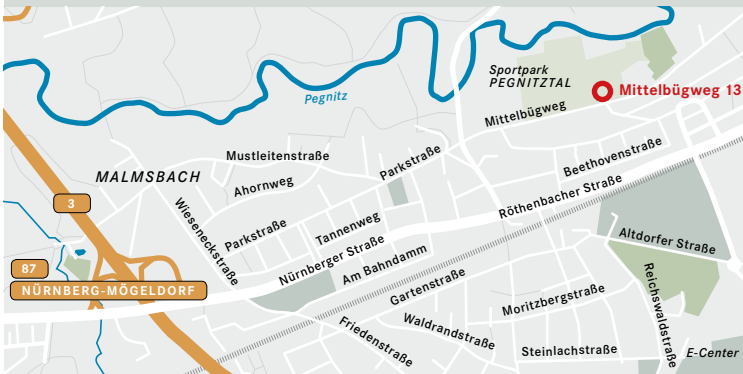 Sportpark
PEGNITZTAL
Mittelbügweg 13
Pegnitz
Mittelbügweg
Mustleitenstraße
Parkstraße
Beethovenstraße
MALMSBACH
Ahornweg
Röthenbacher Straße
3
Wieseneckstraße
Parkstraße
Tannenweg
Altdorfer Straße
Nürnberger Straße
Am Bahndamm
87
NÜRNBERG-MÖGELDORF
Gartenstraße
Moritzbergstraße
Reichswaldstraße
Friedenstraße
Waldrandstraße
Steinlachstraße
E-Center